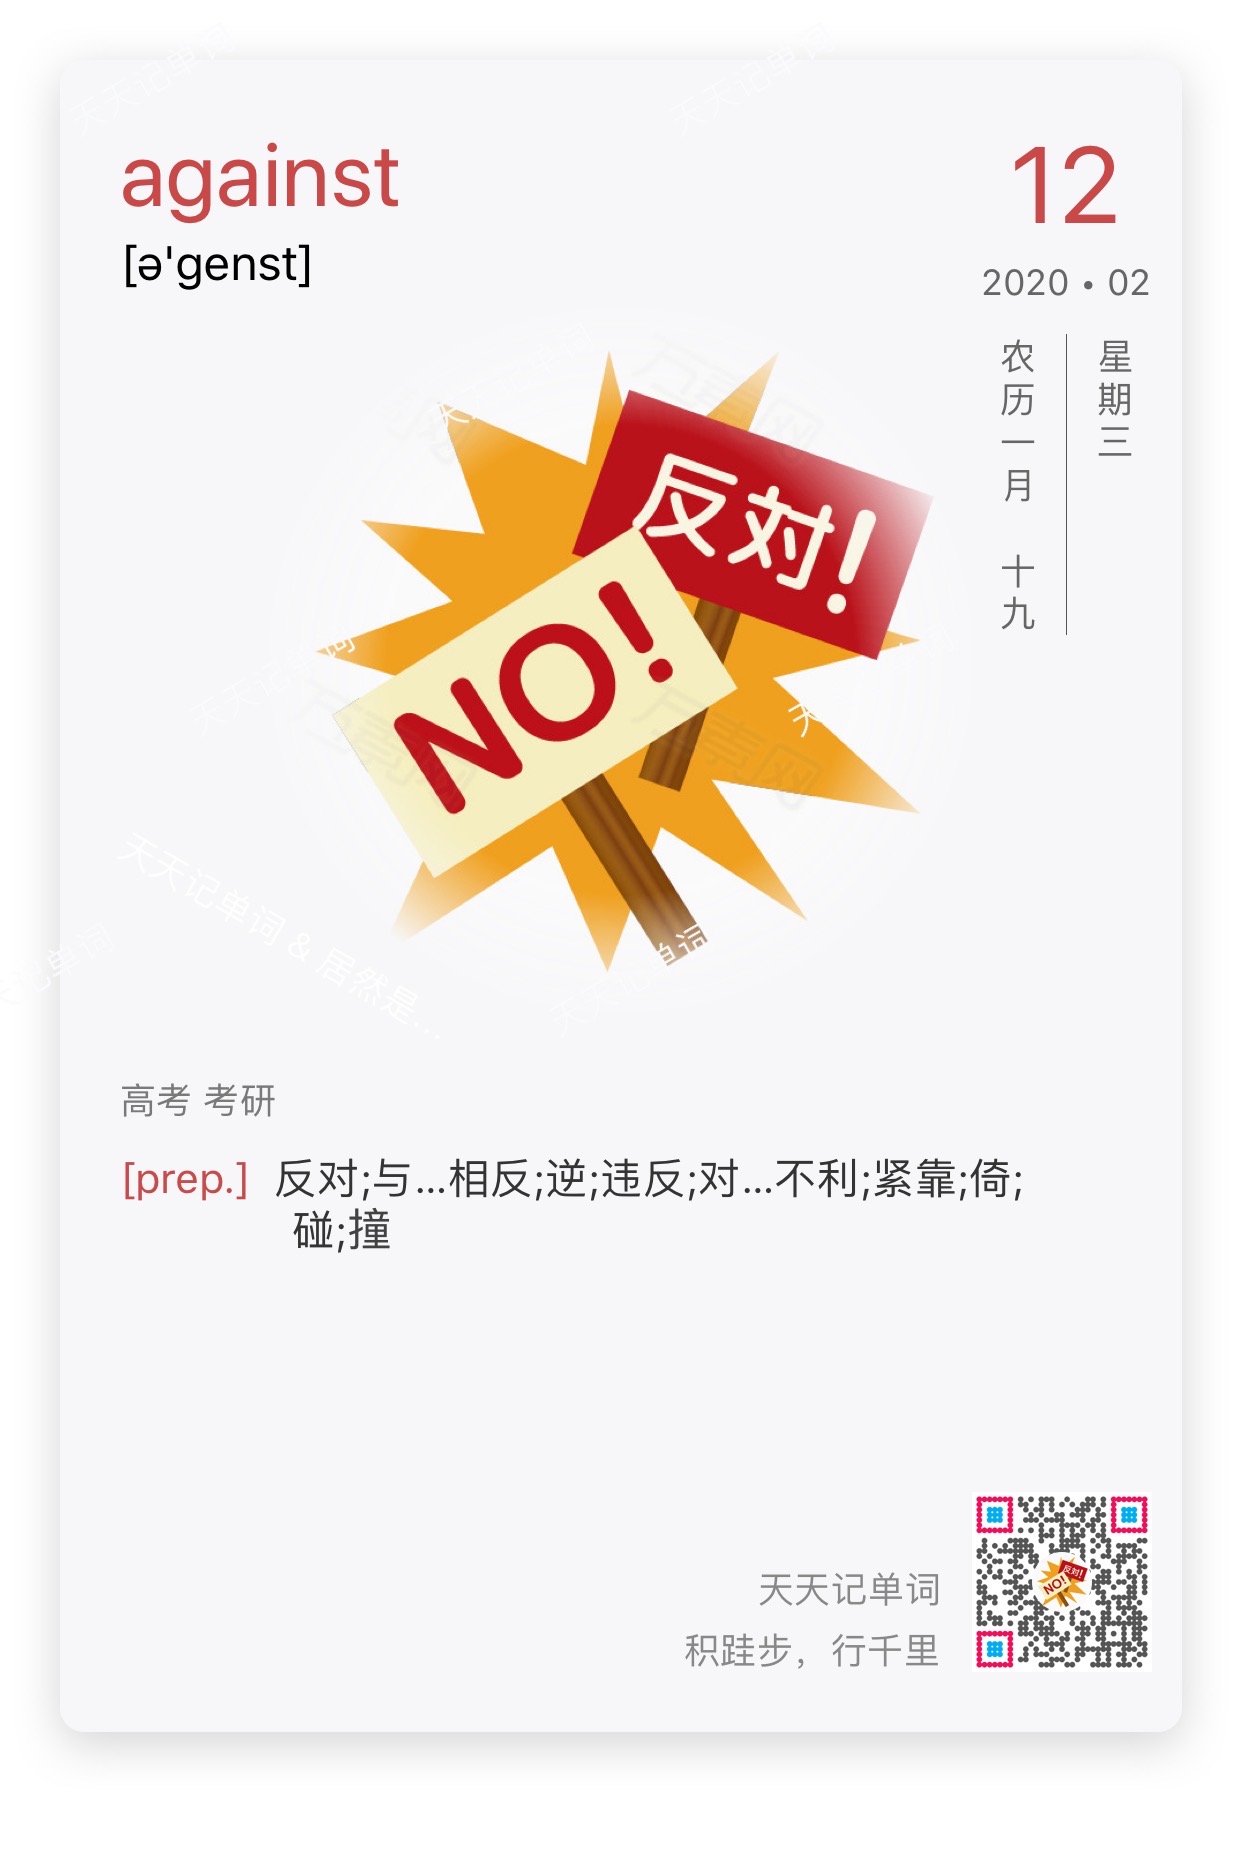 against
[ə'genst]
12
2020 • 02
星期三
农历一月 十九
反对!
NO!
天天记单词 & 居然是...
高考 考研
[prep.] 反对;与...相反;逆;违反;对...不利;紧靠;倚;
碰;撞
天天记单词
积跬步，行千里